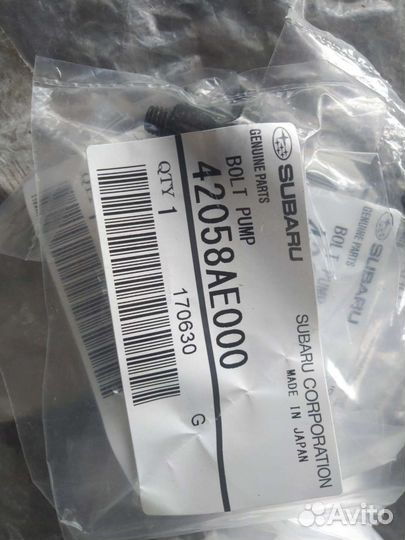 SUBARU
GENUINE PARTS
BOLT PUMP
42058AE000
QTY 1
170630
G
SUBARU CORPORATION
MADE IN JAPAN
SUBARU
GENUINE PARTS
BOLT
Avito